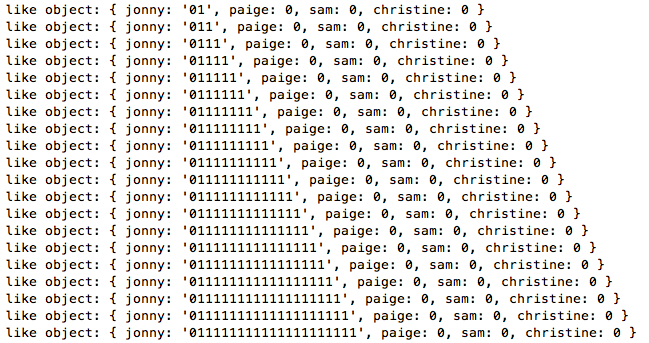 like object: { jonny: '01', paige: 0, sam: 0, christine: 0 }
like object: { jonny: '011', paige: 0, sam: 0, christine: 0 }
like object: { jonny: '0111', paige: 0, sam: 0, christine: 0 }
like object: { jonny: '01111', paige: 0, sam: 0, christine: 0 }
like object: { jonny: '011111', paige: 0, sam: 0, christine: 0 }
like object: { jonny: '0111111', paige: 0, sam: 0, christine: 0 }
like object: { jonny: '01111111', paige: 0, sam: 0, christine: 0 }
like object: { jonny: '011111111', paige: 0, sam: 0, christine: 0 }
like object: { jonny: '0111111111', paige: 0, sam: 0, christine: 0 }
like object: { jonny: '01111111111', paige: 0, sam: 0, christine: 0 }
like object: { jonny: '011111111111', paige: 0, sam: 0, christine: 0 }
like object: { jonny: '0111111111111', paige: 0, sam: 0, christine: 0 }
like object: { jonny: '01111111111111', paige: 0, sam: 0, christine: 0 }
like object: { jonny: '011111111111111', paige: 0, sam: 0, christine: 0 }
like object: { jonny: '0111111111111111', paige: 0, sam: 0, christine: 0 }
like object: { jonny: '01111111111111111', paige: 0, sam: 0, christine: 0 }
like object: { jonny: '011111111111111111', paige: 0, sam: 0, christine: 0 }
like object: { jonny: '0111111111111111111', paige: 0, sam: 0, christine: 0 }
like object: { jonny: '01111111111111111111', paige: 0, sam: 0, christine: 0 }
like object: { jonny: '011111111111111111111', paige: 0, sam: 0, christine: 0 }